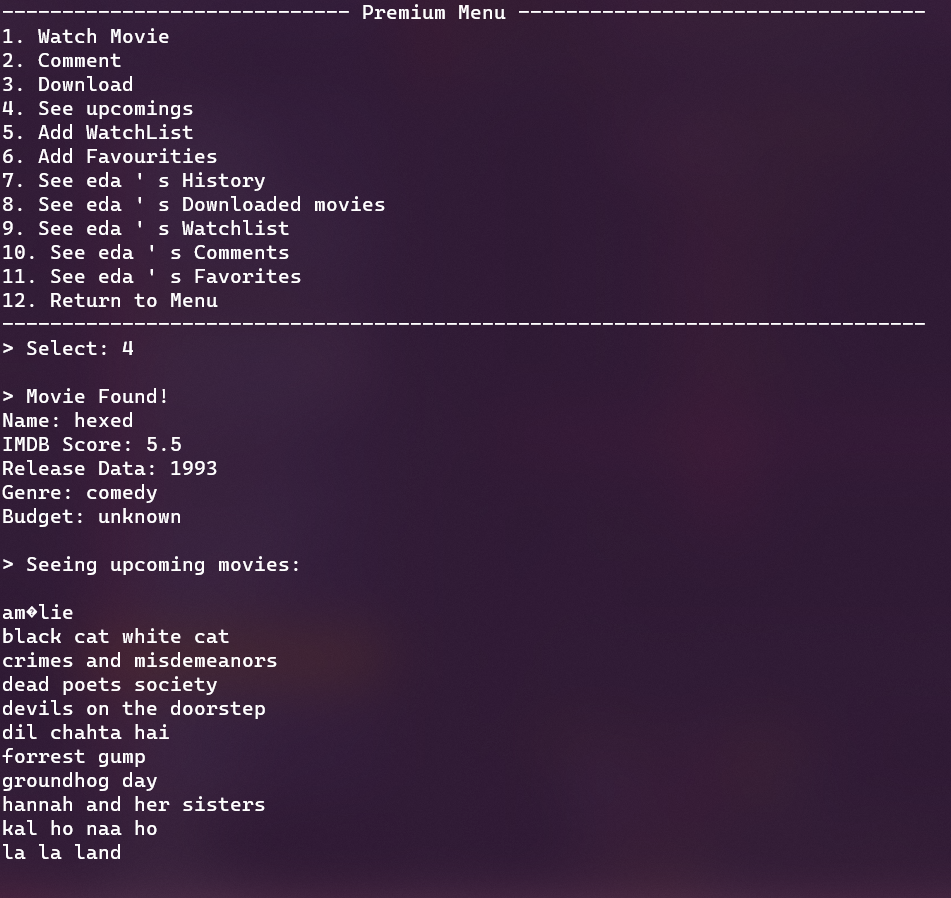 ----------------------------- Premium Menu ----------------------------------
1. Watch Movie
2. Comment
3. Download
4. See upcomings
5. Add WatchList
6. Add Favourities
7. See eda ' s History
8. See eda ' s Downloaded movies
9. See eda ' s Watchlist
10. See eda ' s Comments
11. See eda ' s Favorites
12. Return to Menu
-----------------------------------------------------------------------------
> Select: 4
> Movie Found!
Name: hexed
IMDB Score: 5.5
Release Data: 1993
Genre: comedy
Budget: unknown
> Seeing upcoming movies:
am�lie
black cat white cat
crimes and misdemeanors
dead poets society
devils on the doorstep
dil chahta hai
forrest gump
groundhog day
hannah and her sisters
kal ho naa ho
la la land